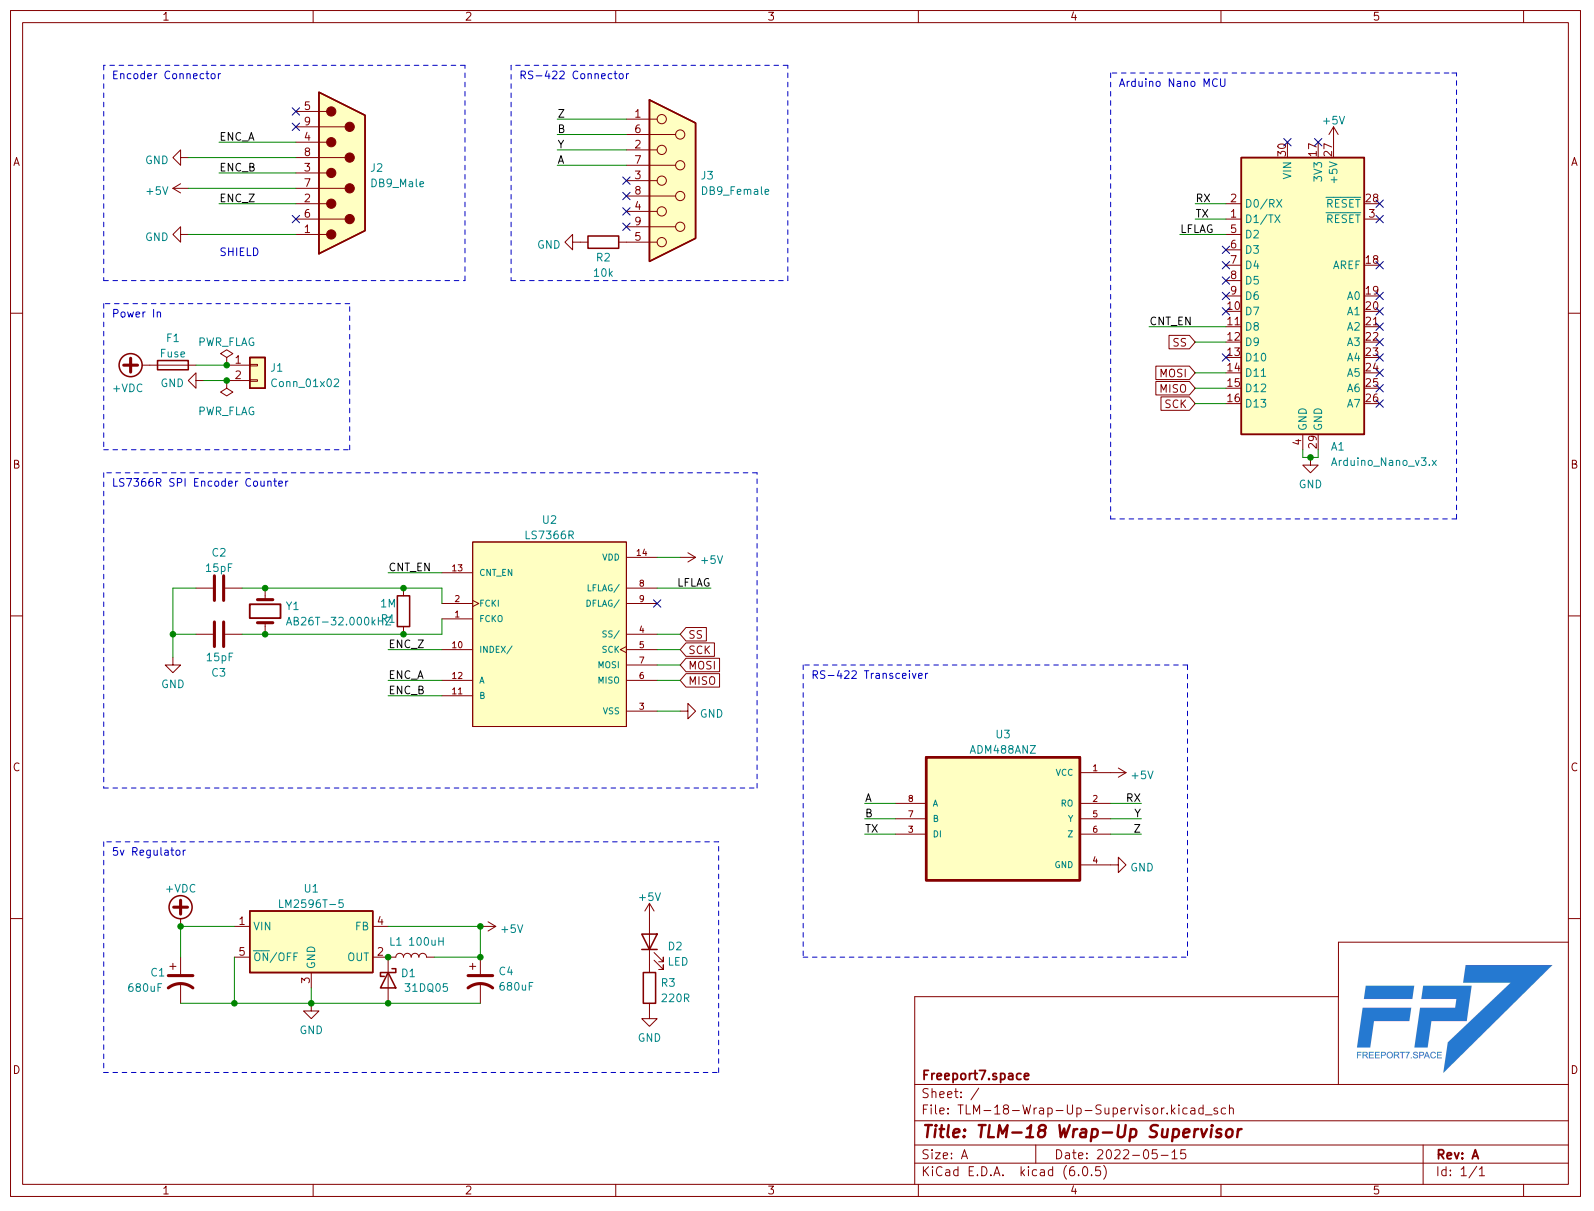 1 2 3 4 5
A
B
C
D
Encoder Connector
5
9
ENC_A 4
GND 8
ENC_B 3
+5V 7
ENC_Z 2
6
GND 1
J2
DB9_Male
SHIELD
RS-422 Connector
Z 1
B 6
Y 2
A 7
3
8
4
9
GND 5
R2
10k
J3
DB9_Female
Arduino Nano MCU
+5V
30 17 27
VIN 3V3 +5V
RX 2 D0/RX
TX 1 D1/TX
LFLAG 5 D2
6 D3
7 D4
8 D5
9 D6
10 D7
CNT_EN 11 D8
SS 12 D9
13 D10
MOSI 14 D11
MISO 15 D12
SCK 16 D13
RESET 28
RESET 3
AREF 18
A0 19
A1 20
A2 21
A3 22
A4 23
A5 24
A6 25
A7 26
GND GND
4 29
A1
Arduino_Nano_v3.x
GND
Power In
F1
Fuse
PWR_FLAG
+VDC
GND
1
2
J1
Conn_01x02
PWR_FLAG
LS7366R SPI Encoder Counter
C2
15pF
Y1
AB26T-32.000kHz
1M
R1
15pF
C3
GND
U2
LS7366R
CNT_EN 13 CNT_EN
2 FCKI
1 FCKO
ENC_Z 10 INDEX/
ENC_A 12 A
ENC_B 11 B
VDD 14 +5V
LFLAG/ 8 LFLAG
DFLAG/ 9
SS/ 4 SS
SCK 5 SCK
MOSI 7 MOSI
MISO 6 MISO
VSS 3 GND
RS-422 Transceiver
U3
ADM488ANZ
A 8 A
B 7 B
TX 3 DI
VCC 1 +5V
RO 2 RX
Y 5 Y
Z 6 Z
GND 4 GND
5v Regulator
+VDC
C1
680uF
U1
LM2596T-5
1 VIN
5 ON/OFF
GND
3
FB 4
OUT 2
L1 100uH
+5V
D1
31DQ05
C4
680uF
GND
+5V
D2
LED
R3
220R
GND
FP7
FREEPORT7.SPACE
Freeport7.space
Sheet: /
File: TLM-18-Wrap-Up-Supervisor.kicad_sch
Title: TLM-18 Wrap-Up Supervisor
Size: A Date: 2022-05-15 Rev: A
KiCad E.D.A. kicad (6.0.5) Id: 1/1
A
B
C
D
1 2 3 4 5